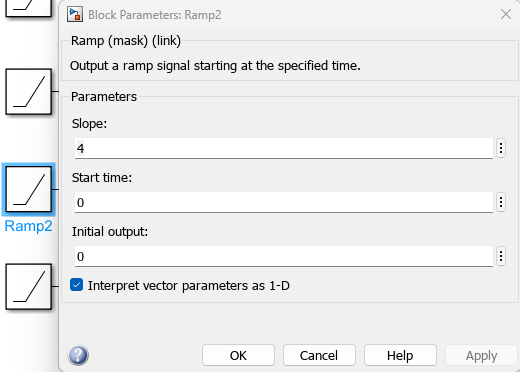 Block Parameters: Ramp2
Ramp (mask) (link)
Output a ramp signal starting at the specified time.
Parameters
Slope:
4
Start time:
0
Ramp2
Initial output:
0
Interpret vector parameters as 1-D
?
OK
Cancel
Help
Apply